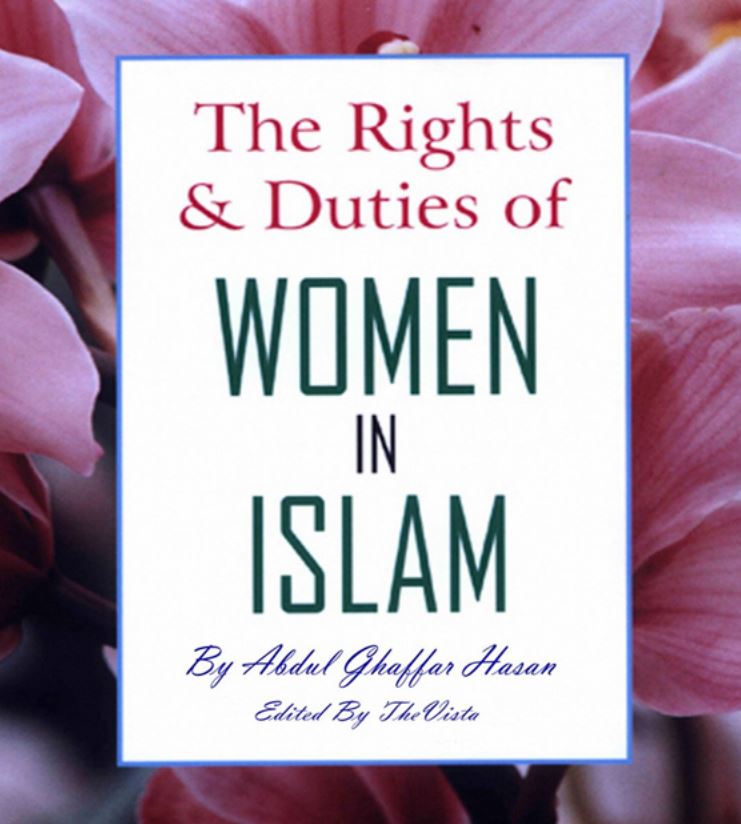 The Rights
& Duties of
WOMEN
IN
ISLAM
By Abdul Ghaffar Hasan
Edited By TheVista